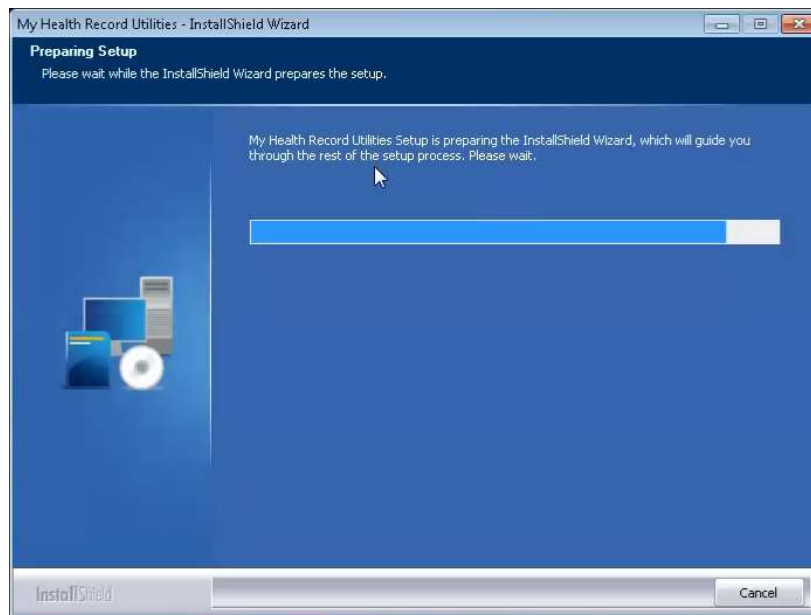 My Health Record Utilities - InstallShield Wizard
Preparing Setup
Please wait while the InstallShield Wizard prepares the setup.
My Health Record Utilities Setup is preparing the InstallShield Wizard, which will guide you
through the rest of the setup process. Please wait.
InstallShield
Cancel